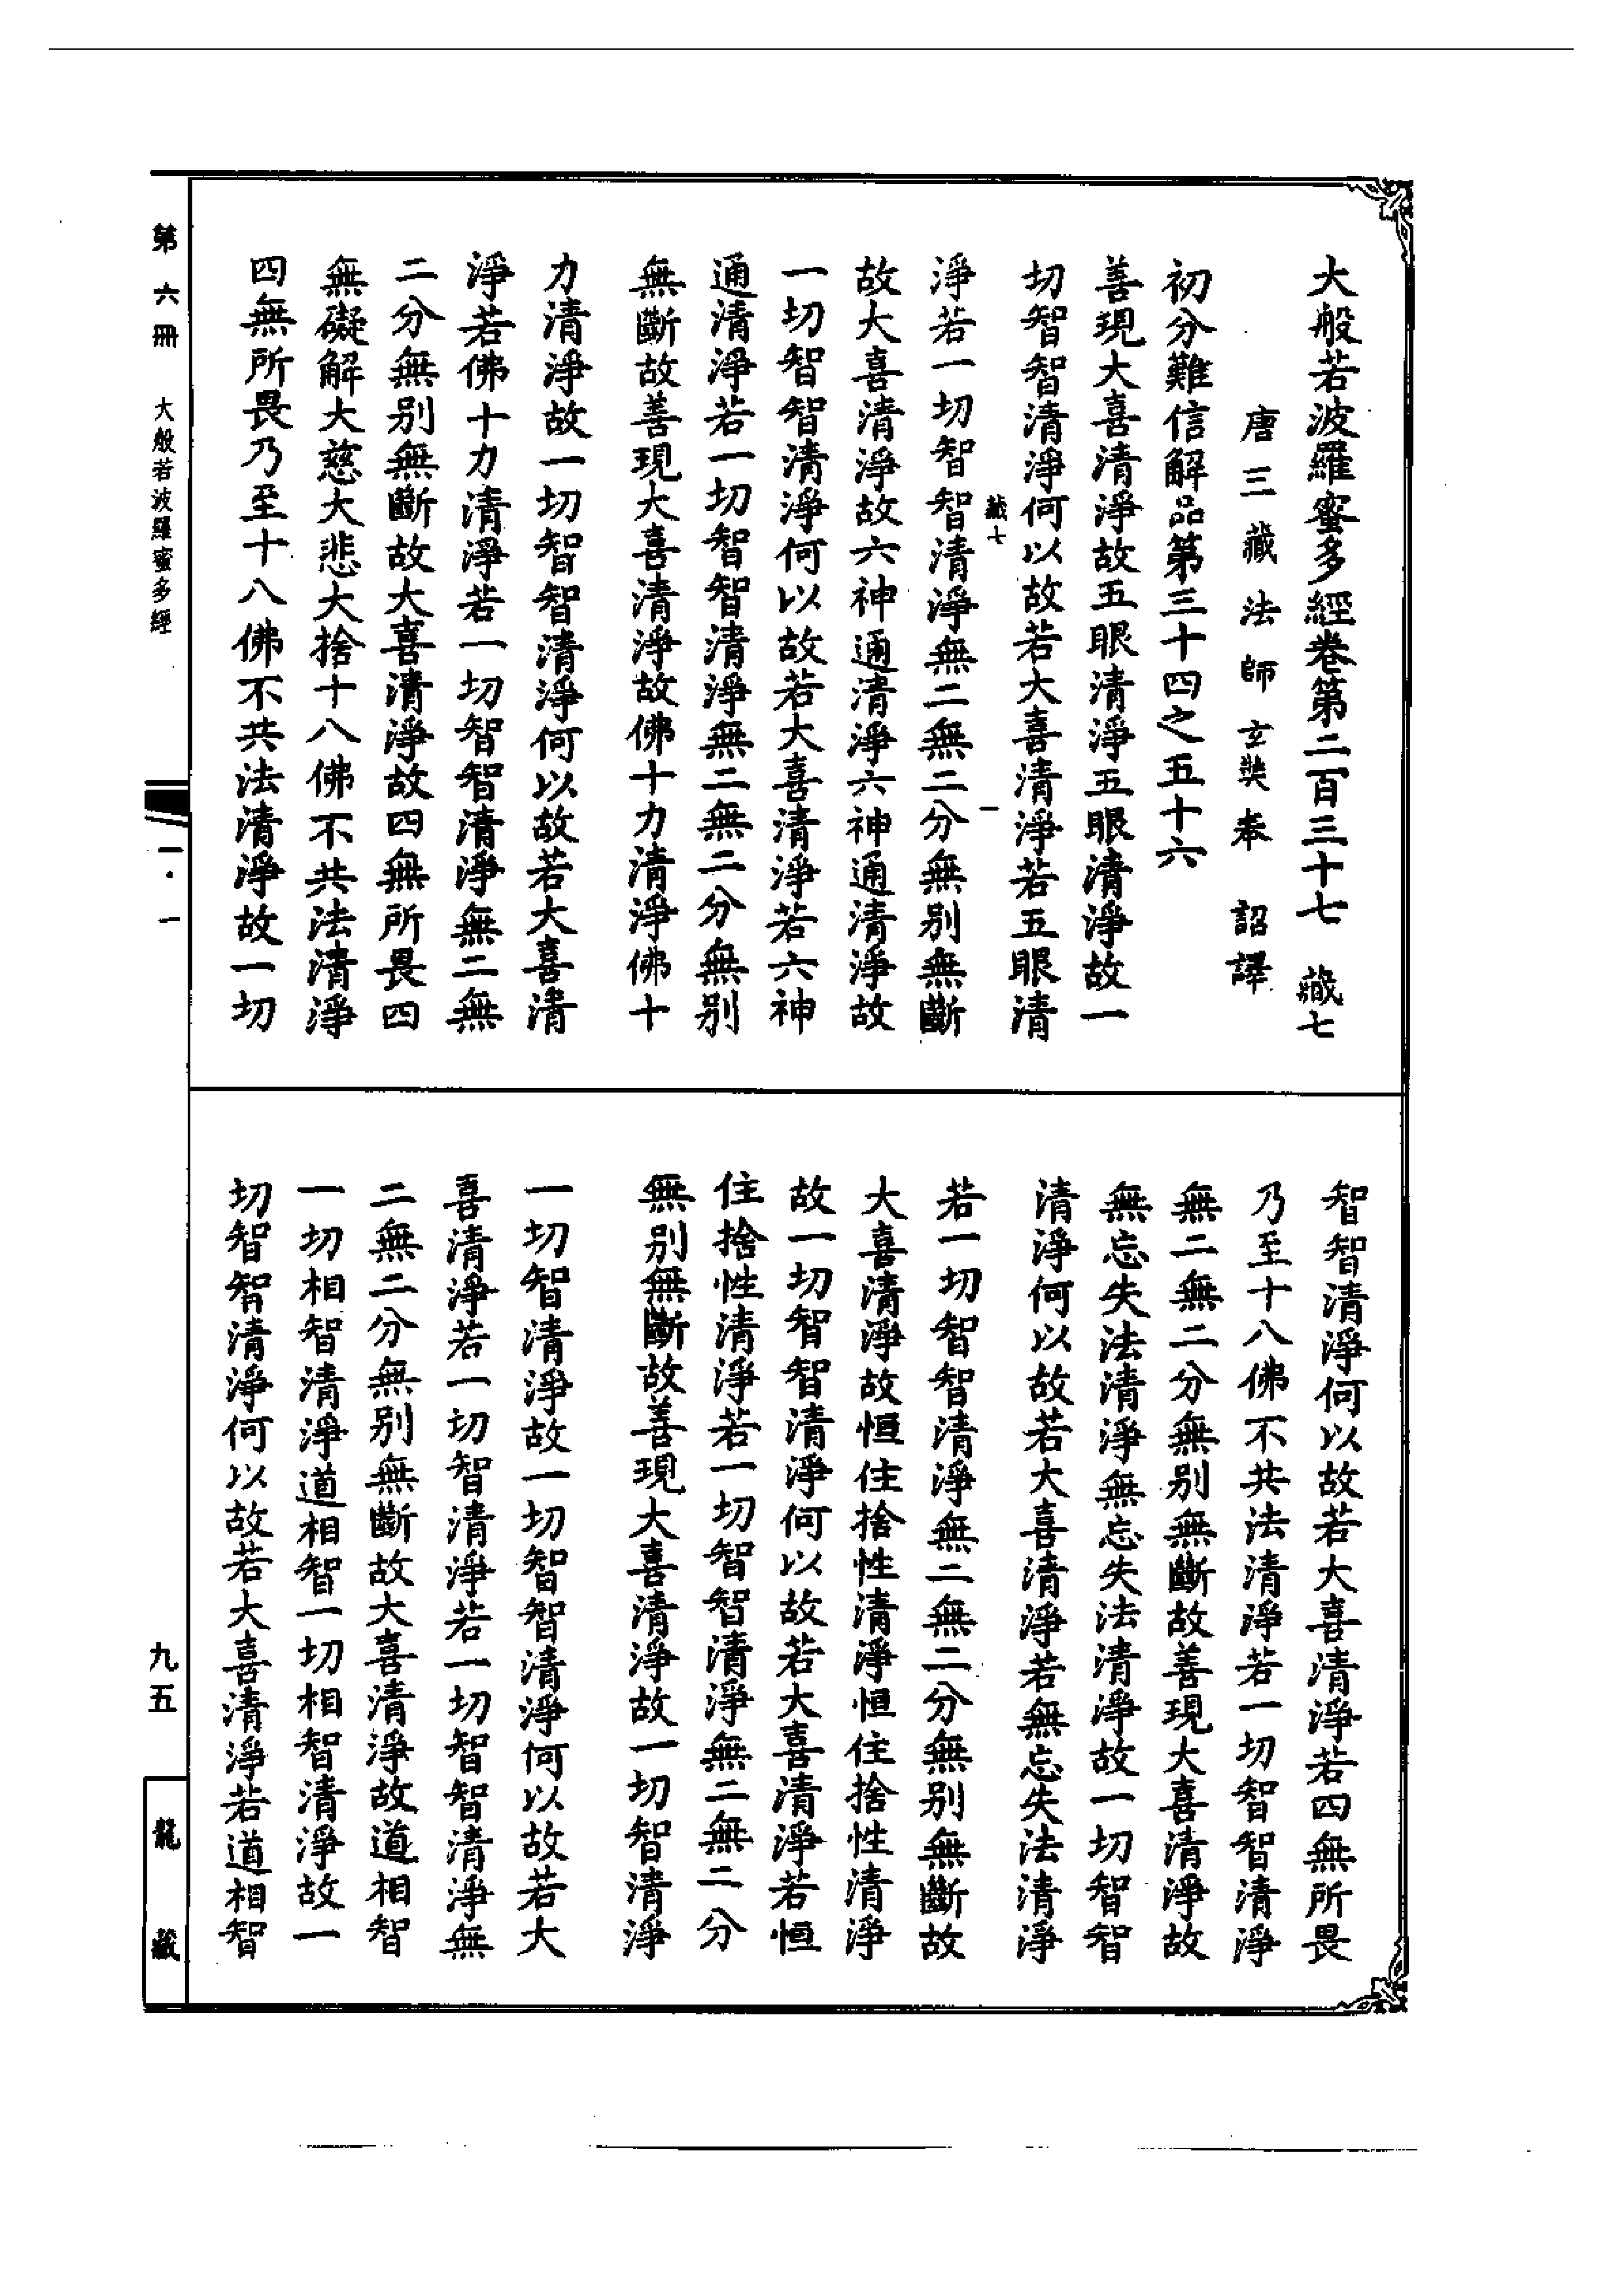 大般若波羅蜜多經卷第二百三十七 藏七
唐三藏法師玄奘奉 詔譯
初分難信解品第三十四之五十六
善現大喜清淨故五眼清淨五眼清淨故一
切智智清淨何以故若大喜清淨若五眼清
藏七 一
淨若一切智智清淨無二無二分無別無斷
故大喜清淨故六神通清淨六神通清淨故
一切智智清淨何以故若大喜清淨若六神
通清淨若一切智智清淨無二無二分無別
無斷故善現大喜清淨故佛十力清淨佛十
力清淨故一切智智清淨何以故若大喜清
淨若佛十力清淨若一切智智清淨無二無
二分無別無斷故大喜清淨故四無所畏四
無礙解大慈大悲大捨十八佛不共法清淨
四無所畏乃至十八佛不共法清淨故一切
智智清淨何以故若大喜清淨若四無所畏
乃至十八佛不共法清淨若一切智智清淨
無二無二分無別無斷故善現大喜清淨故
無忘失法清淨無忘失法清淨故一切智智
清淨何以故若大喜清淨若無忘失法清淨
若一切智智清淨無二無二分無別無斷故
大喜清淨故恒住捨性清淨恒住捨性清淨
故一切智智清淨何以故若大喜清淨若恒
住捨性清淨若一切智智清淨無二無二分
無別無斷故善現大喜清淨故一切智清淨
一切智清淨故一切智智清淨何以故若大
喜清淨若一切智清淨若一切智智清淨無
二無二分無別無斷故大喜清淨故道相智
一切相智清淨道相智一切相智清淨故一
切智智清淨何以故若大喜清淨若道相智
第六冊 大般若波羅蜜多經
一·一
九五
龍藏